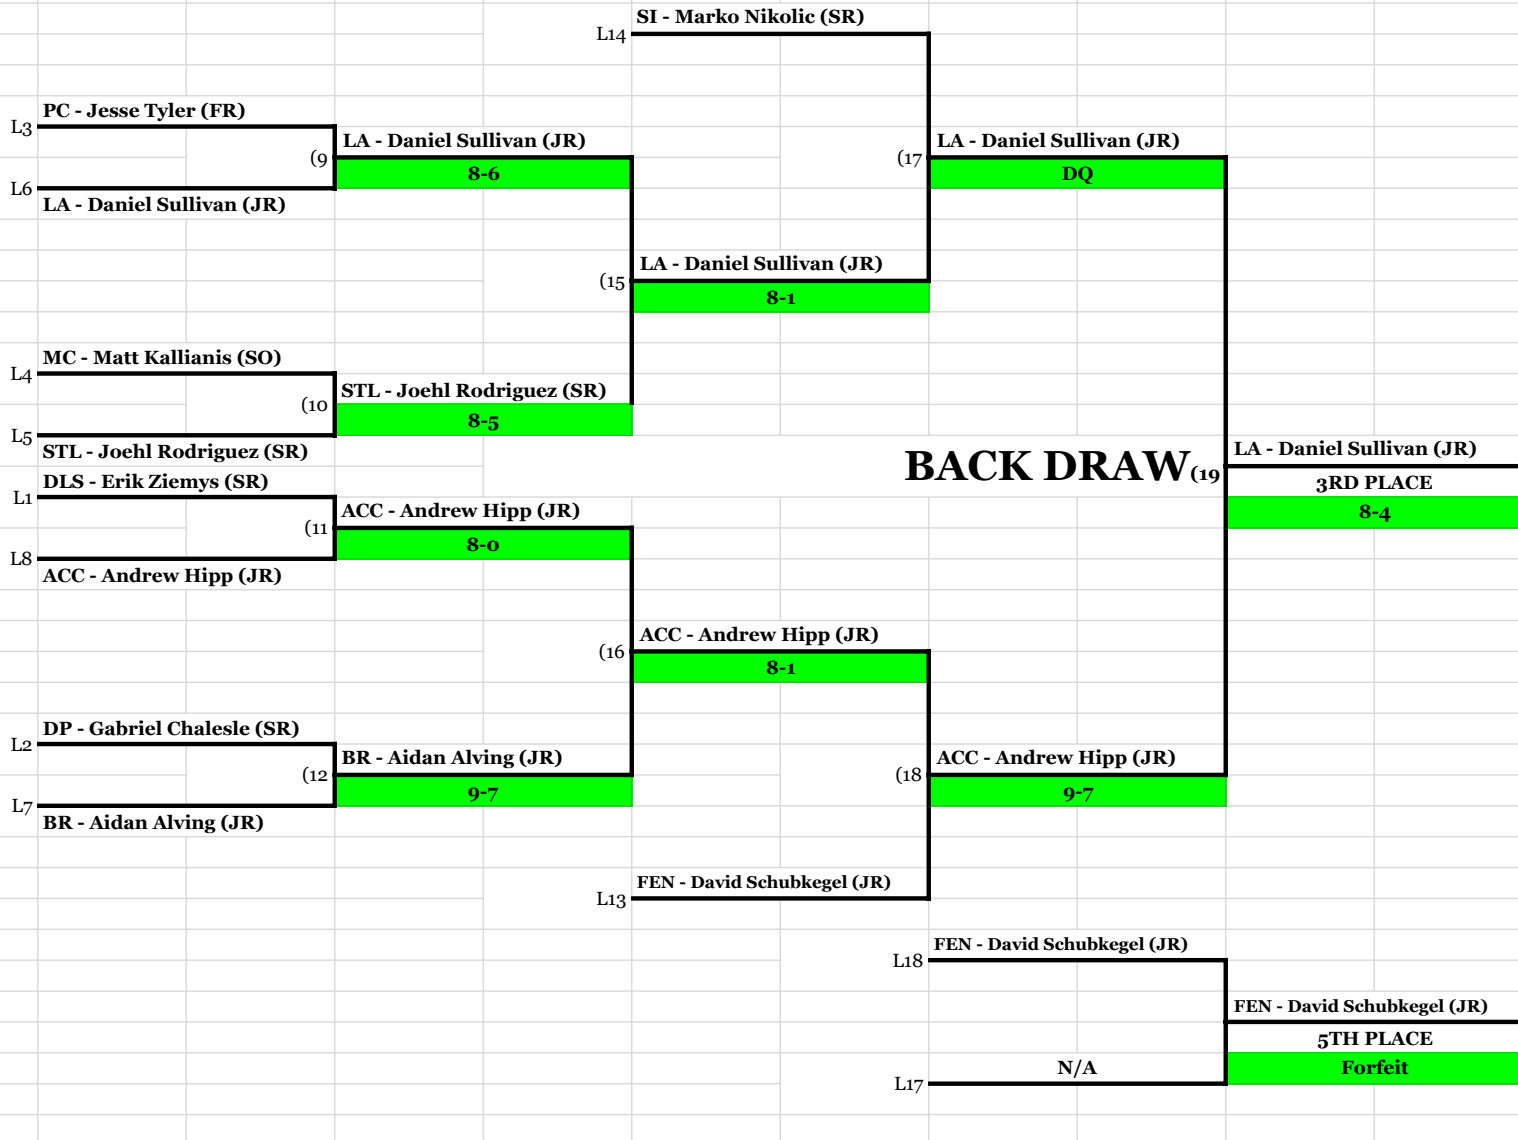 SI - Marko Nikolic (SR)
L14
PC - Jesse Tyler (FR)
L3
LA - Daniel Sullivan (JR)
LA - Daniel Sullivan (JR)
(9
(17
8-6
DQ
L6
LA - Daniel Sullivan (JR)
LA - Daniel Sullivan (JR)
(15
8-1
MC - Matt Kallianis (SO)
L4
STL - Joehl Rodriguez (SR)
(10
8-5
L5
STL - Joehl Rodriguez (SR)
LA - Daniel Sullivan (JR)
BACK DRAW(19
DLS - Erik Ziemys (SR)
3RD PLACE
L1
ACC - Andrew Hipp (JR)
8-4
(11
8-0
L8
ACC - Andrew Hipp (JR)
ACC - Andrew Hipp (JR)
(16
8-1
DP - Gabriel Chalesle (SR)
L2
BR - Aidan Alving (JR)
ACC - Andrew Hipp (JR)
(12
(18
9-7
9-7
L7
BR - Aidan Alving (JR)
FEN - David Schubkegel (JR)
L13
FEN - David Schubkegel (JR)
L18
FEN - David Schubkegel (JR)
5TH PLACE
N/A
Forfeit
L17